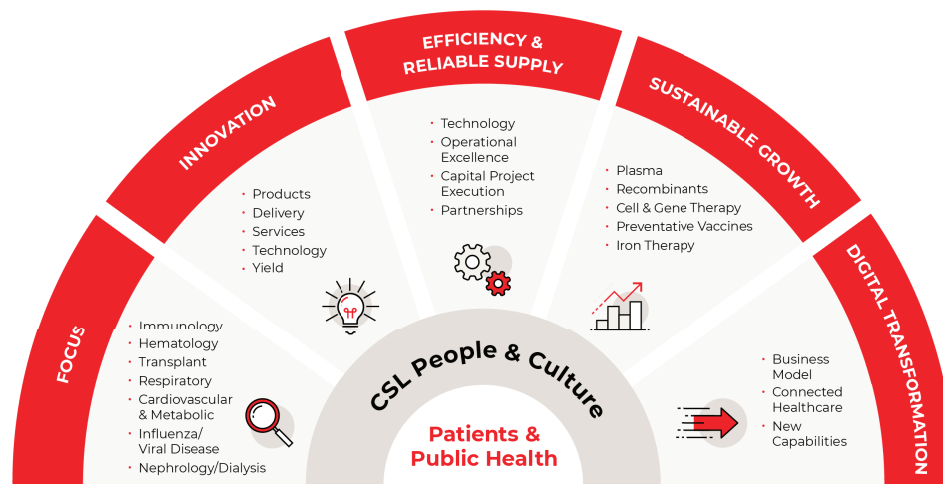 FOCUS
Immunology
Hematology
Transplant
Respiratory
Cardiovascular
& Metabolic
Influenza/
Viral Disease
Nephrology/Dialysis
INNOVATION
Products
Delivery
Services
Technology
Yield
EFFICIENCY &
RELIABLE SUPPLY
Technology
Operational
Excellence
Capital Project
Execution
Partnerships
SUSTAINABLE GROWTH
Plasma
Recombinants
Cell & Gene Therapy
Preventative Vaccines
Iron Therapy
DIGITAL TRANSFORMATION
Business
Model
Connected
Healthcare
New
Capabilities
CSL People & Culture
Patients &
Public Health